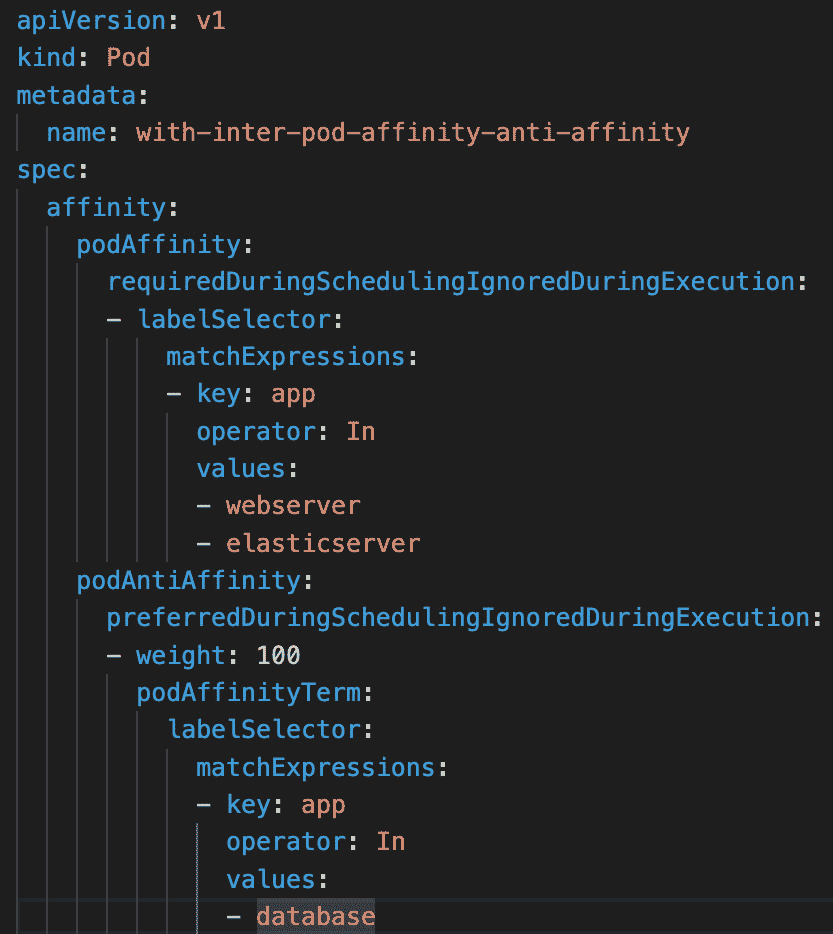 apiVersion: v1
kind: Pod
metadata:
  name: with-inter-pod-affinity-anti-affinity
spec:
  affinity:
    podAffinity:
      requiredDuringSchedulingIgnoredDuringExecution:
      - labelSelector:
          matchExpressions:
          - key: app
            operator: In
            values:
            - webserver
            - elasticserver
    podAntiAffinity:
      preferredDuringSchedulingIgnoredDuringExecution:
      - weight: 100
        podAffinityTerm:
          labelSelector:
            matchExpressions:
            - key: app
              operator: In
              values:
              - database